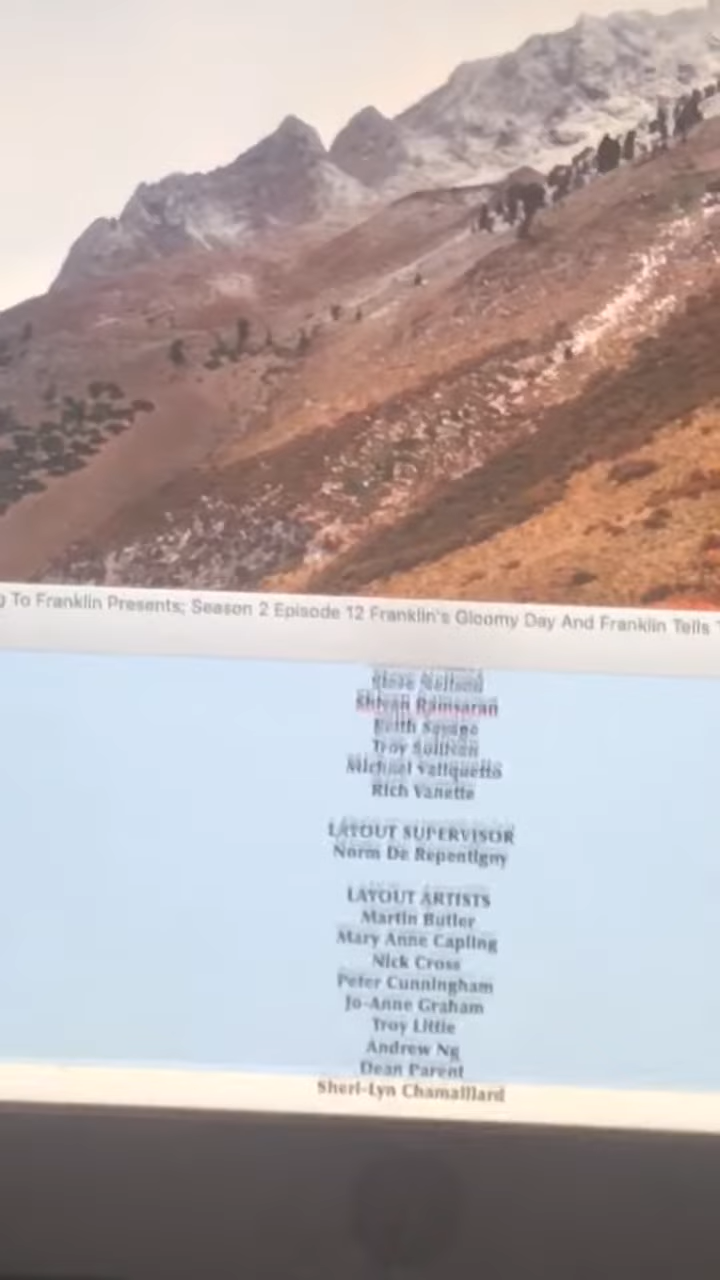 To Franklin Presents; Season 2 Episode 12 Franklin's Gloomy Day And Franklin Tells
Shivan Ramsaran
Troy Sullivan
Michael Valiquette
Rich Vanette
LAYOUT SUPERVISOR
Norm De Repentigny
LAYOUT ARTISTS
Martin Butler
Mary Anne Capling
Nick Cross
Peter Cunningham
Jo-Anne Graham
Troy Little
Andrew Ng
Dean Parent
Sheri-Lyn Chamaillard